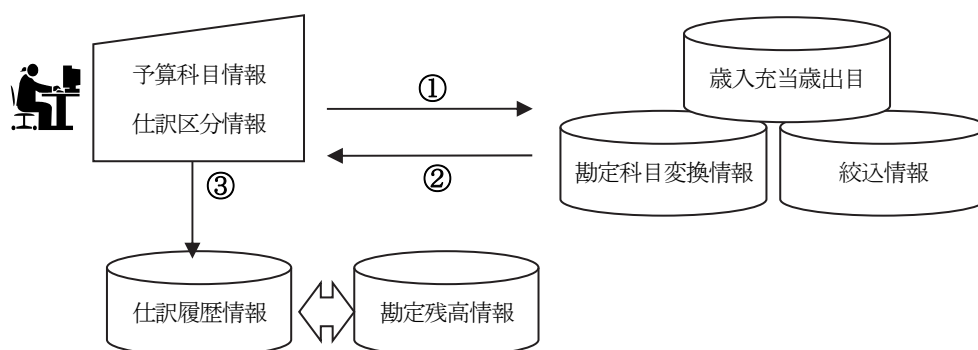 予算科目情報
仕訳区分情報
①
②
③
歳入充当歳出目
勘定科目変換情報
絞込情報
仕訳履歴情報
勘定残高情報